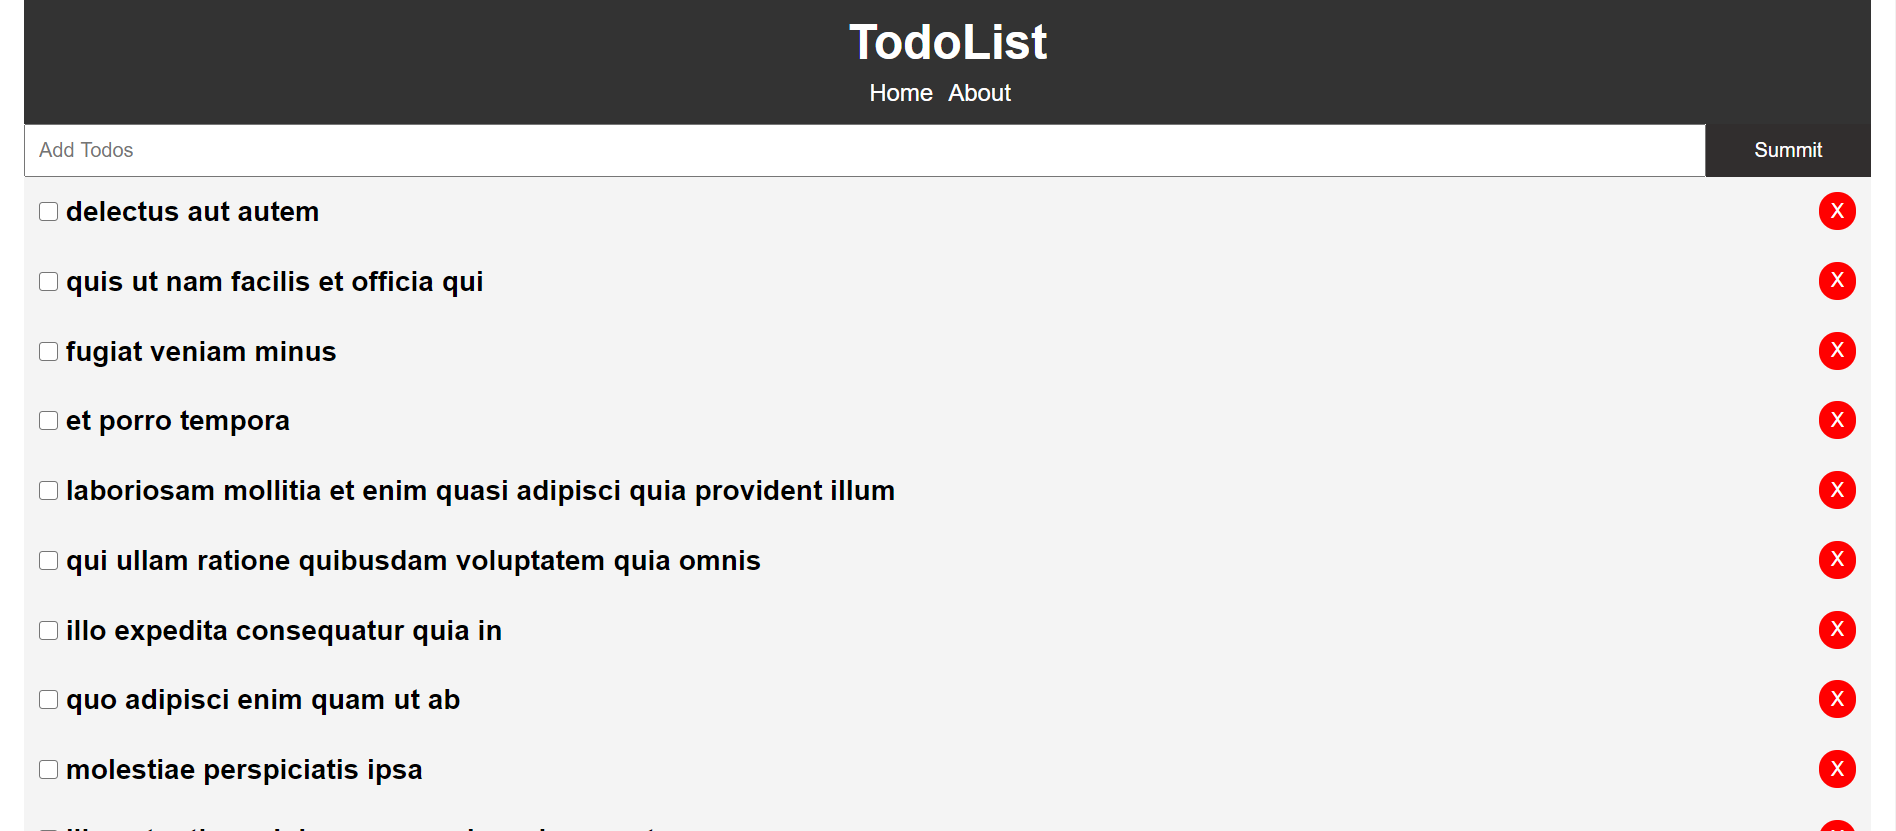 TodoList
Home About
Add Todos Summit
delectus aut autem X
quis ut nam facilis et officia qui X
fugiat veniam minus X
et porro tempora X
laboriosam mollitia et enim quasi adipisci quia provident illum X
qui ullam ratione quibusdam voluptatem quia omnis X
illo expedita consequatur quia in X
quo adipisci enim quam ut ab X
molestiae perspiciatis ipsa X